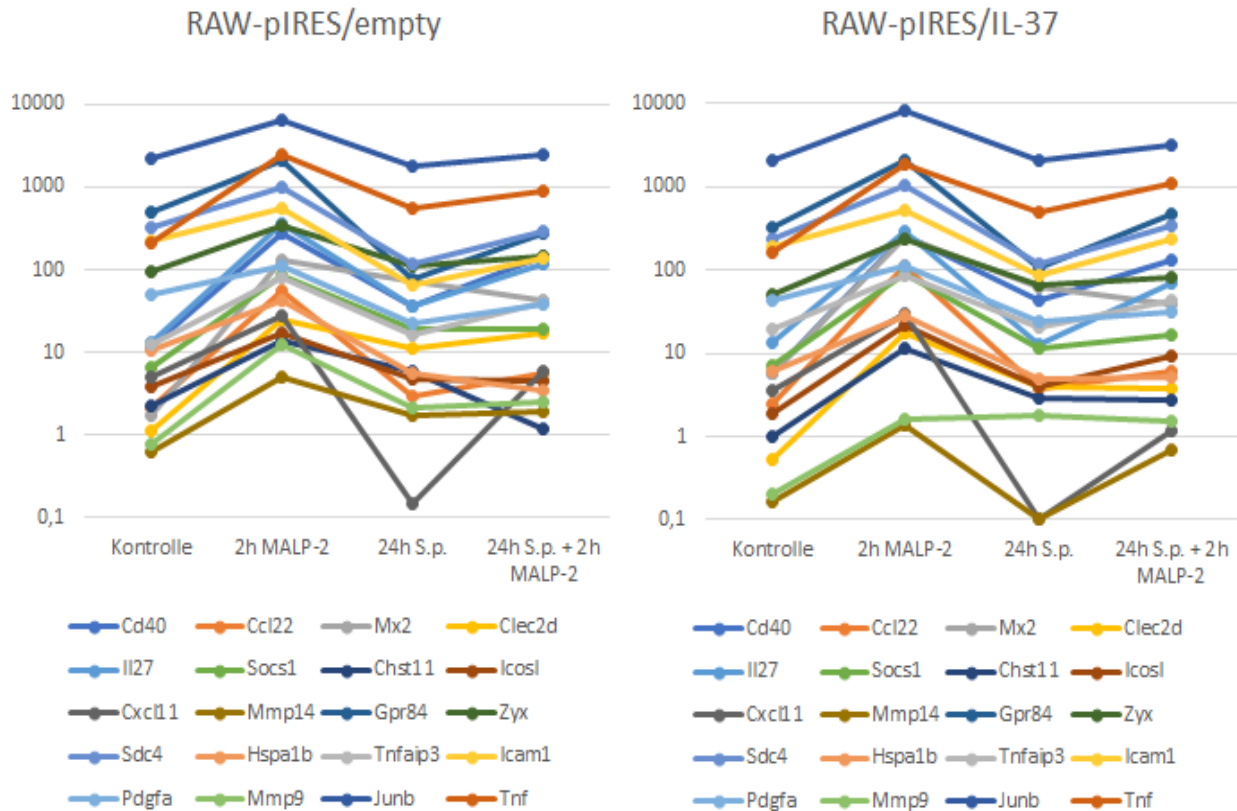 RAW-pIRES/empty
10000
1000
100
10
1
0,1
Kontrolle 2h MALP-2 24h S.p. 24h S.p. + 2h
MALP-2
Cd40 Ccl22 Mx2 Clec2d
Il27 Socs1 Chst11 Icosl
Cxcl11 Mmp14 Gpr84 Zyx
Sdc4 Hspa1b Tnfaip3 Icam1
Pdgfa Mmp9 Junb Tnf
RAW-pIRES/IL-37
10000
1000
100
10
1
0,1
Kontrolle 2h MALP-2 24h S.p. 24h S.p. + 2h
MALP-2
Cd40 Ccl22 Mx2 Clec2d
Il27 Socs1 Chst11 Icosl
Cxcl11 Mmp14 Gpr84 Zyx
Sdc4 Hspa1b Tnfaip3 Icam1
Pdgfa Mmp9 Junb Tnf